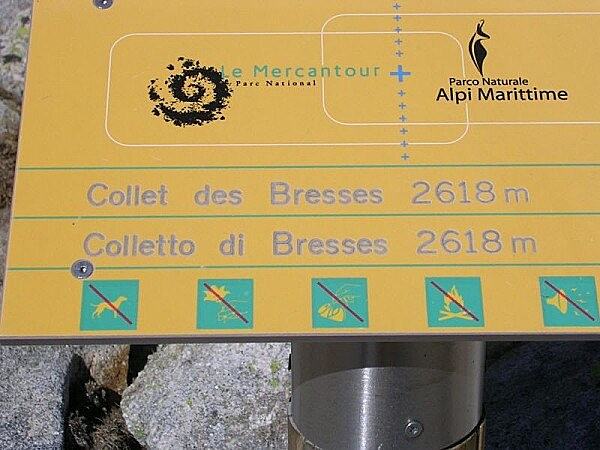 Le Mercantour
Parc National
Parco Naturale
Alpi Marittime
Collet des Bresses 2618 m
Colletto di Bresses 2618 m